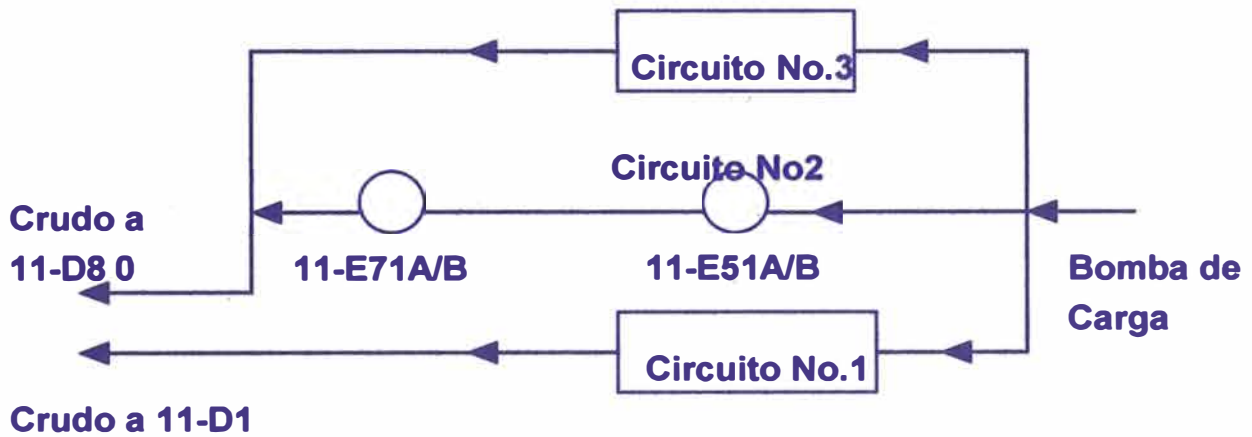 Circuito No.3
Circuito No2
Crudo a
11-D8 0
11-E71A/B
11-E51A/B
Bomba de
Carga
Circuito No.1
Crudo a 11-D1